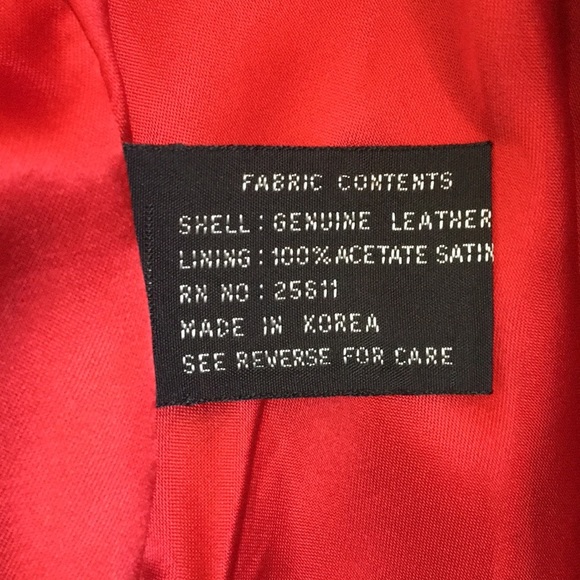 FABRIC CONTENTS
SHELL : GENUINE LEATHER
LINING : 100% ACETATE SATIN
RN NO : 25811
MADE IN KOREA
SEE REVERSE FOR CARE